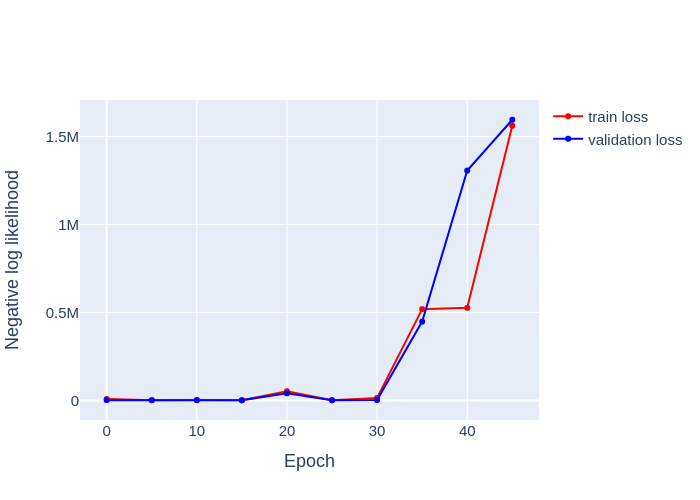 train loss
validation loss
1.5M
1M
0.5M
0
Negative log likelihood
0 10 20 30 40
Epoch